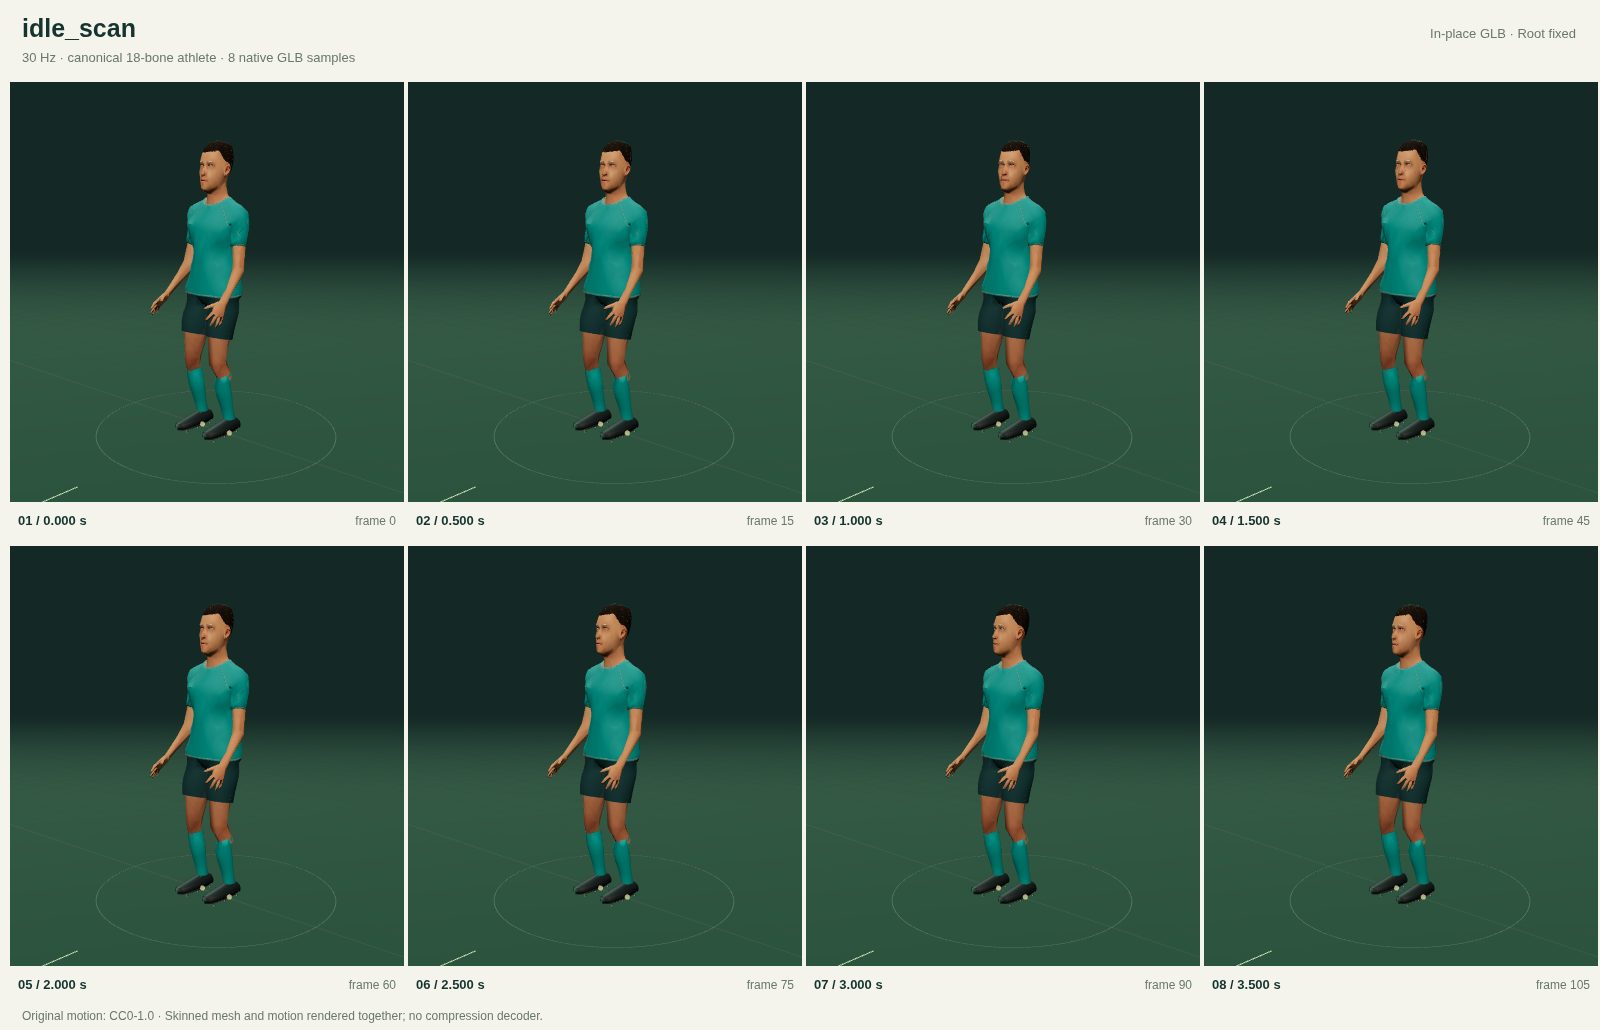 idle_scan
In-place GLB · Root fixed
30 Hz · canonical 18-bone athlete · 8 native GLB samples
01 / 0.000 s frame 0
02 / 0.500 s frame 15
03 / 1.000 s frame 30
04 / 1.500 s frame 45
05 / 2.000 s frame 60
06 / 2.500 s frame 75
07 / 3.000 s frame 90
08 / 3.500 s frame 105
Original motion: CC0-1.0 · Skinned mesh and motion rendered together; no compression decoder.